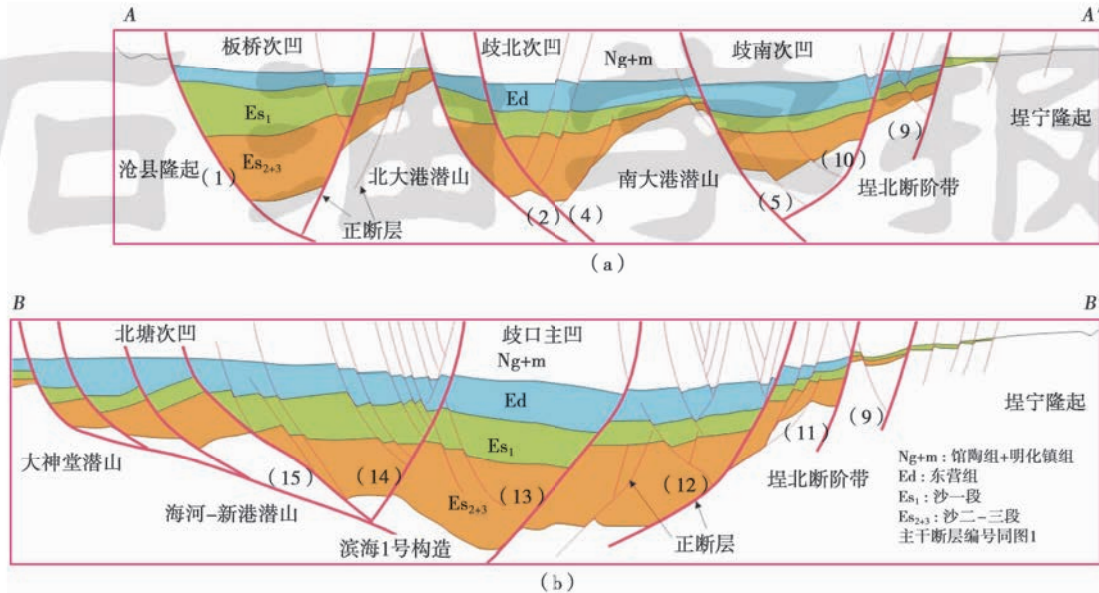 A
A'
板桥次凹
歧北次凹
Ng+m
歧南次凹
Ed
Es₁
Es₂₊₃
沧县隆起
(1)
北大港潜山
正断层
(2)
(4)
南大港潜山
(5)
(10)
(9)
埕北断阶带
埕宁隆起
(a)
B
B'
北塘次凹
歧口主凹
Ng+m
Ed
Es₁
Es₂₊₃
大神堂潜山
(15)
(14)
(13)
(12)
(11)
(9)
海河-新港潜山
滨海1号构造
正断层
埕北断阶带
埕宁隆起
Ng+m:馆陶组+明化镇组
Ed:东营组
Es₁:沙一段
Es₂₊₃:沙二-三段
主干断层编号同图1
(b)